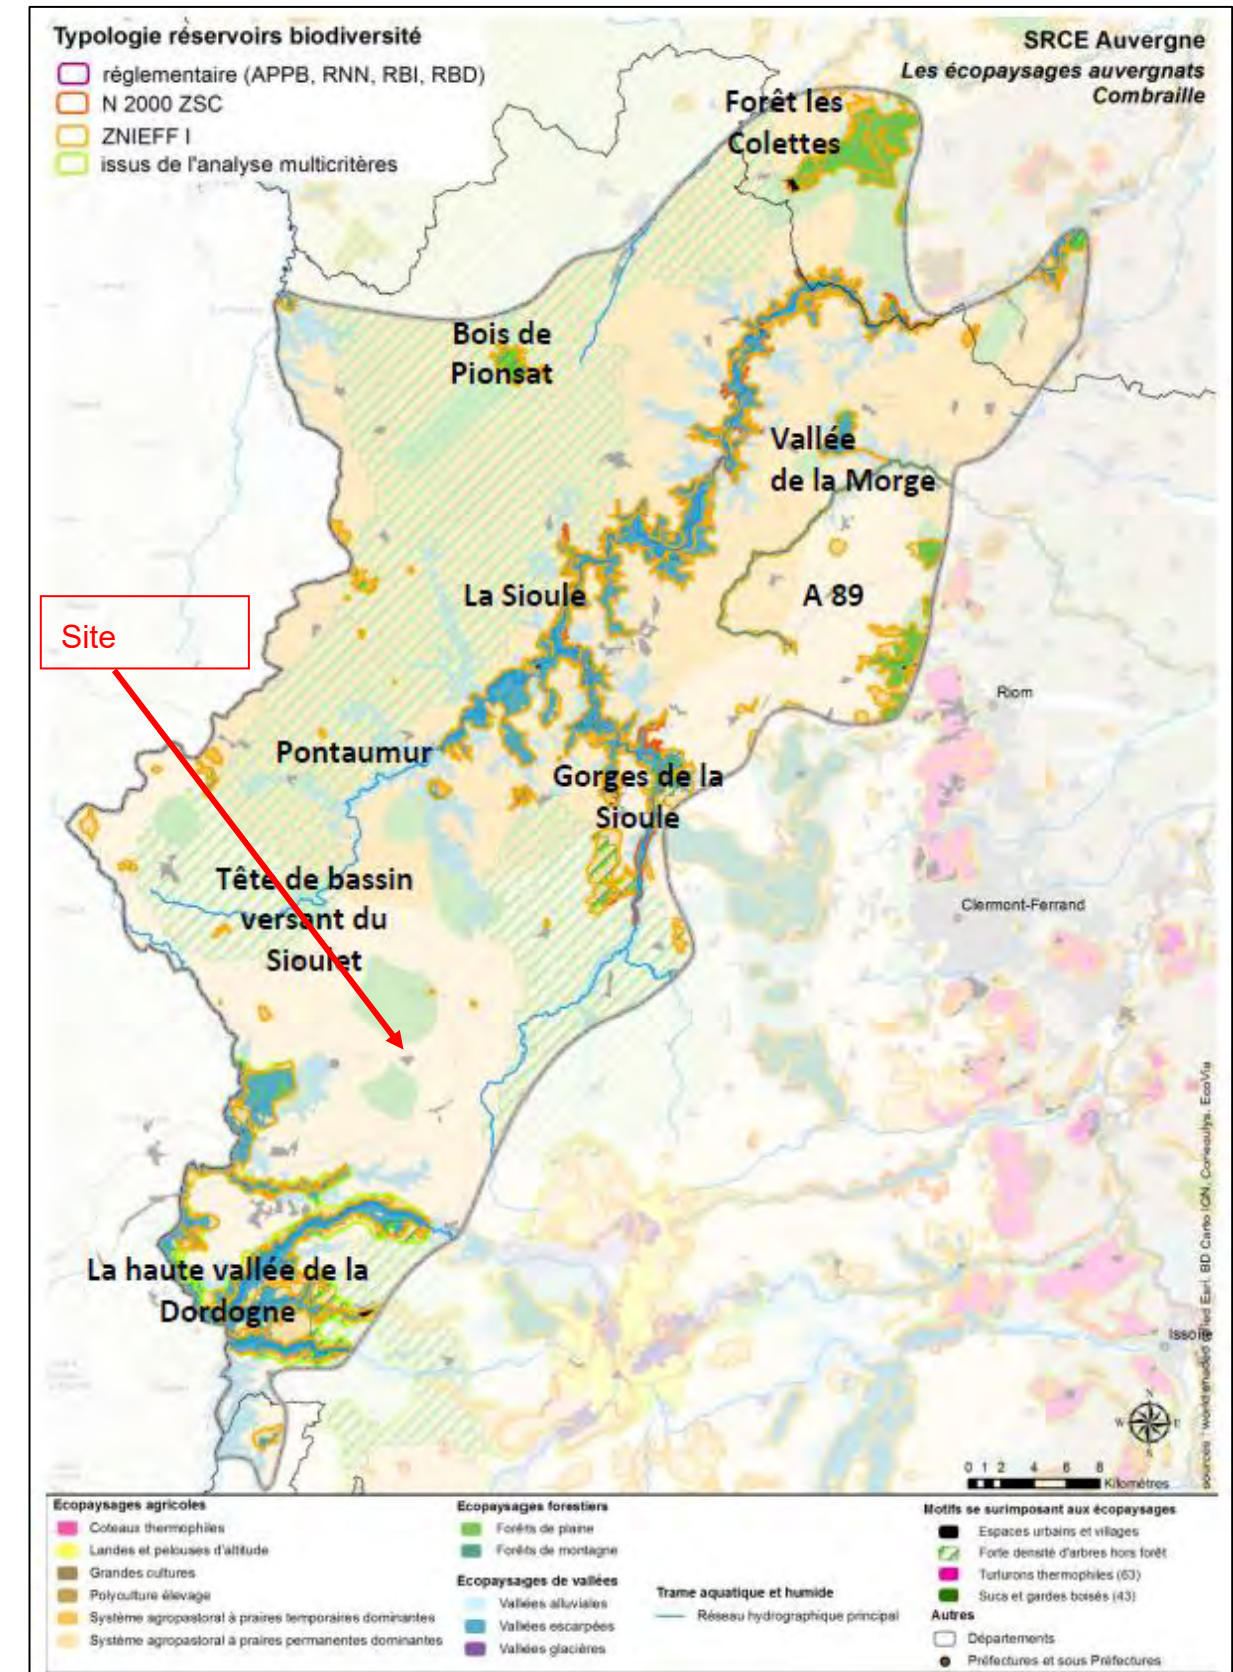 Typologie réservoirs biodiversité
réglementaire (APPB, RNN, RBI, RBD)
N 2000 ZSC
ZNIEFF I
issus de l'analyse multicritères
SRCE Auvergne
Les écopaysages auvergnats
Combraille
Forêt les
Colettes
Bois de
Pionsat
Vallée
de la Morge
La Sioule
A 89
Site
Riom
Pontaumur
Gorges de la
Sioule
Tête de bassin
versant du
Sioulet
Clermont-Ferrand
La haute vallée de la
Dordogne
Issoire
N
W E
S
0 1 2 4 6 8
Kilomètres
Ecopaysages agricoles
Coteaux thermophiles
Landes et pelouses d'altitude
Grandes cultures
Polyculture élevage
Système agropastoral à praires temporaires dominantes
Système agropastoral à praires permanentes dominantes
Ecopaysages forestiers
Forêts de plaine
Forêts de montagne
Ecopaysages de vallées
Vallées alluviales
Vallées escarpées
Vallées glacières
Trame aquatique et humide
Réseau hydrographique principal
Motifs se surimposant aux écopaysages
Espaces urbains et villages
Forte densité d'arbres hors forêt
Turlurons thermophiles (63)
Sucs et gardes boisés (43)
Autres
Départements
Préfectures et sous Préfectures